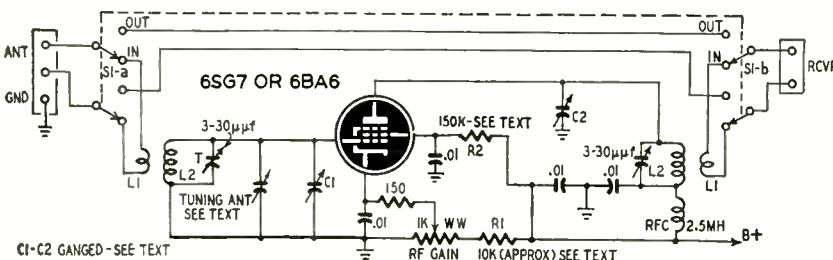 OUT
OUT
ANT
IN
S1-a
IN
S1-b
RCVR
GND
6SG7 OR 6BA6
C2
3-30µµf
150K-SEE TEXT
3-30µµf
T
.01
R2
.01
.01
L2
L1
L2
C1
L1
TUNING ANT
SEE TEXT
150
.01
1K
WW
R1
RFC
2.5MH
B+
C1-C2 GANGED-SEE TEXT
RF GAIN
10K (APPROX) SEE TEXT